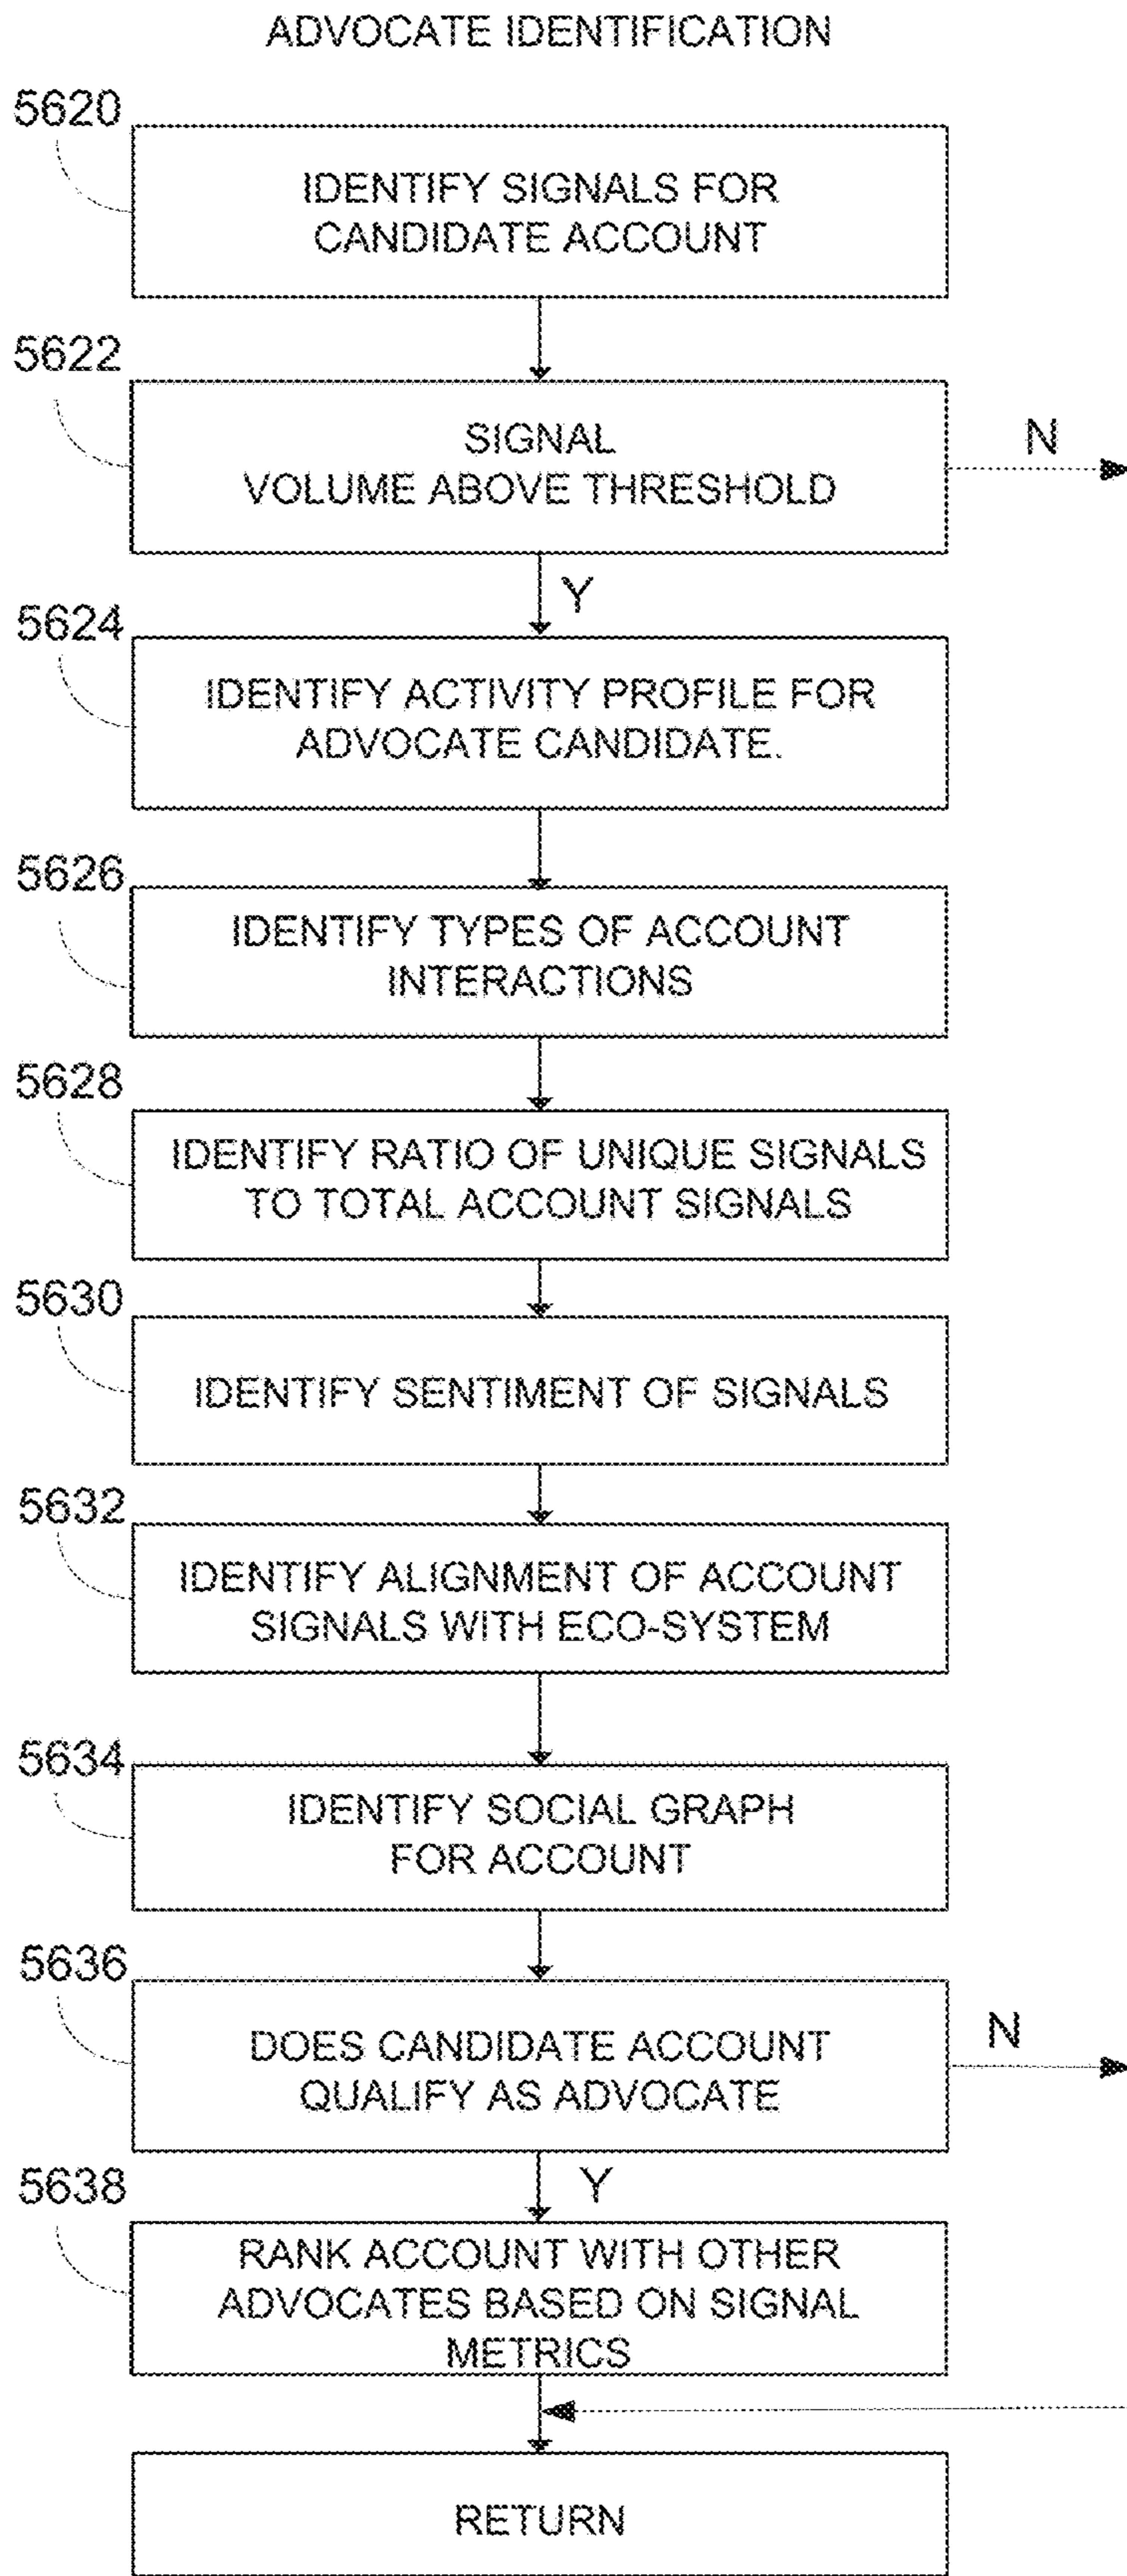 ADVOCATE IDENTIFICATION
5620
IDENTIFY SIGNALS FOR
CANDIDATE ACCOUNT
5622
SIGNAL
VOLUME ABOVE THRESHOLD
N
Y
5624
IDENTIFY ACTIVITY PROFILE FOR
ADVOCATE CANDIDATE.
5626
IDENTIFY TYPES OF ACCOUNT
INTERACTIONS
5628
IDENTIFY RATIO OF UNIQUE SIGNALS
TO TOTAL ACCOUNT SIGNALS
5630
IDENTIFY SENTIMENT OF SIGNALS
5632
IDENTIFY ALIGNMENT OF ACCOUNT
SIGNALS WITH ECO-SYSTEM
5634
IDENTIFY SOCIAL GRAPH
FOR ACCOUNT
5636
DOES CANDIDATE ACCOUNT
QUALIFY AS ADVOCATE
N
Y
5638
RANK ACCOUNT WITH OTHER
ADVOCATES BASED ON SIGNAL
METRICS
RETURN